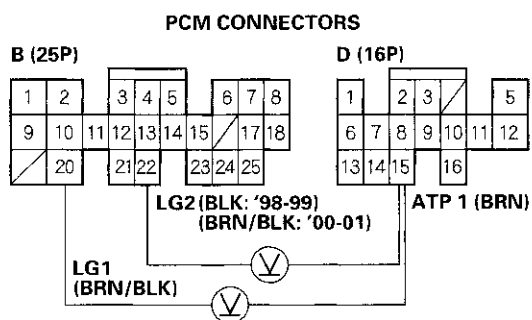 PCM CONNECTORS
B (25P)
D (16P)
1 2 3 4 5 6 7 8
1 2 3 5
9 10 11 12 13 14 15 17 18
6 7 8 9 10 11 12
20 21 22 23 24 25
13 14 15 16
LG2 (BLK: '98-99)
(BRN/BLK: '00-01)
ATP 1 (BRN)
LG1
(BRN/BLK)
V
V